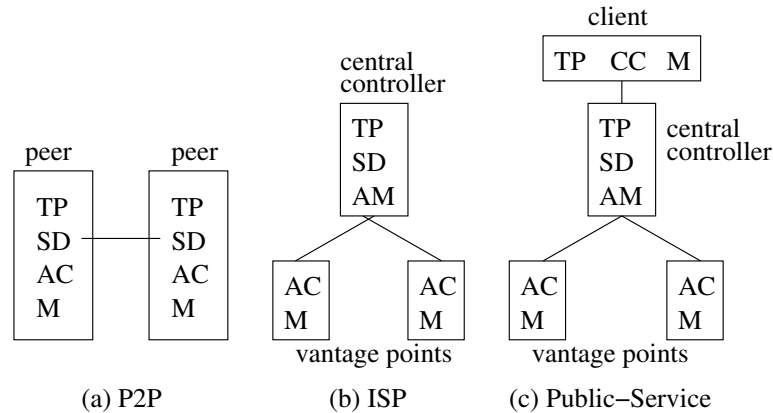 client
TP CC M
central
controller
TP
SD
AM
central
controller
TP
SD
AM
peer
peer
TP
SD
AC
M
TP
SD
AC
M
AC
M
AC
M
AC
M
AC
M
vantage points
vantage points
(a) P2P
(b) ISP
(c) Public−Service